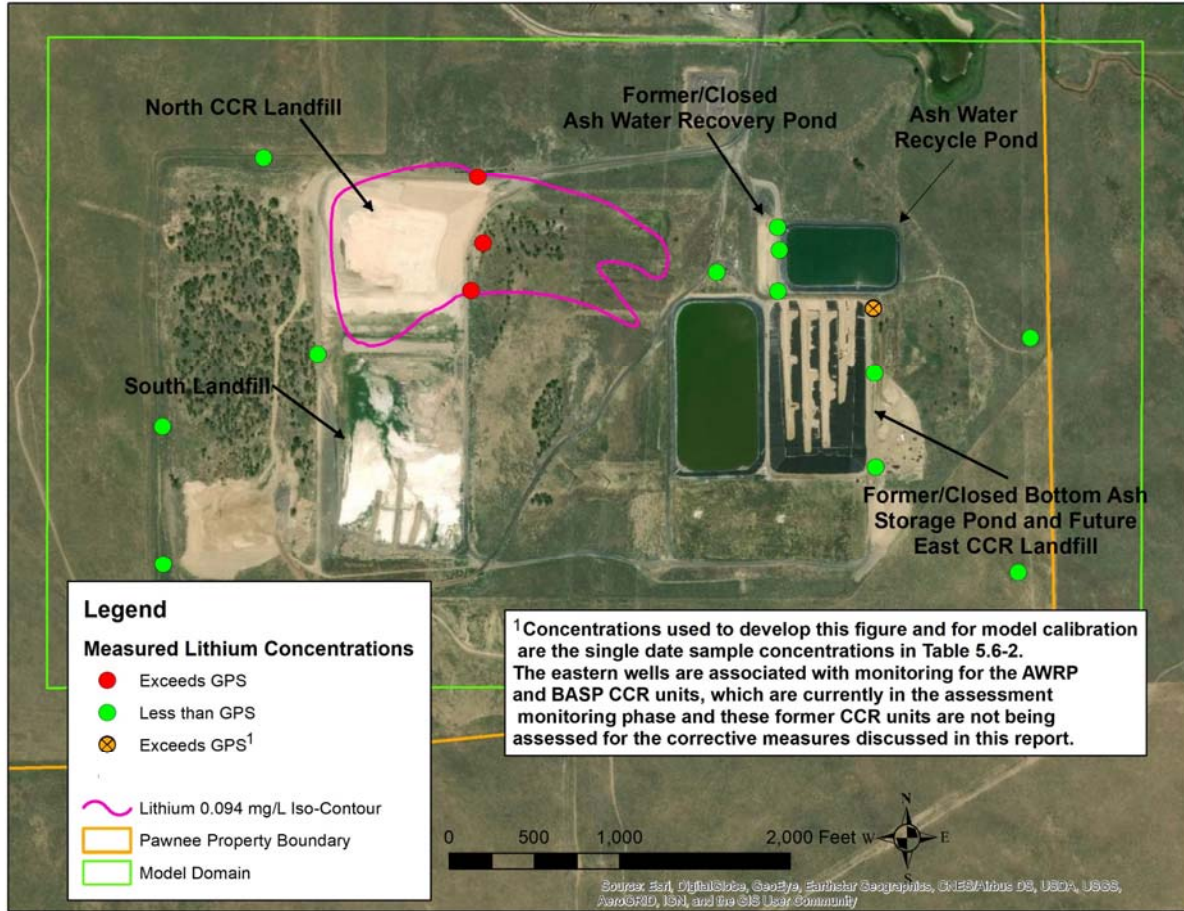 North CCR Landfill
Former/Closed
Ash Water Recovery Pond
Ash Water
Recycle Pond
South Landfill
Former/Closed Bottom Ash
Storage Pond and Future
East CCR Landfill
Legend
Measured Lithium Concentrations
Exceeds GPS
Less than GPS
Exceeds GPS¹
Lithium 0.094 mg/L Iso-Contour
Pawnee Property Boundary
Model Domain
¹Concentrations used to develop this figure and for model calibration
are the single date sample concentrations in Table 5.6-2.
The eastern wells are associated with monitoring for the AWRP
and BASP CCR units, which are currently in the assessment
monitoring phase and these former CCR units are not being
assessed for the corrective measures discussed in this report.
0 500 1,000 2,000 Feet
N
W E
S
Source: Esri, DigitalGlobe, GeoEye, Earthstar Geographics, CNES/Airbus DS, USDA, USGS,
AeroGRID, IGN, and the GIS User Community